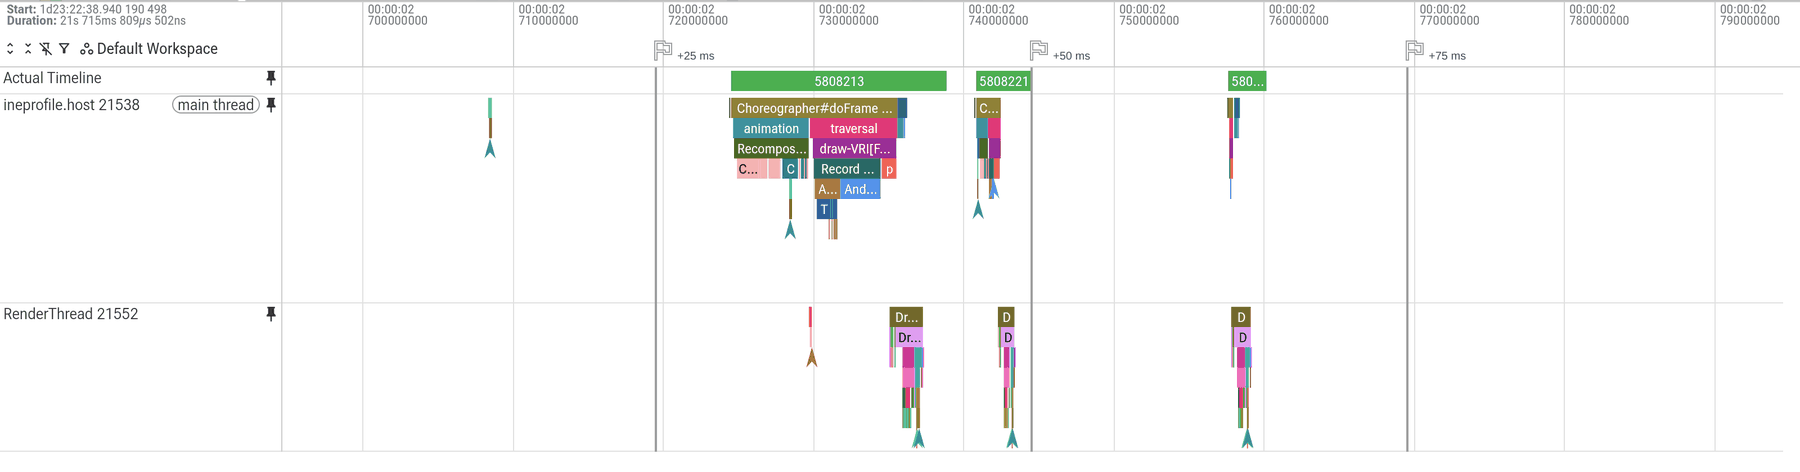 Start: 1d23:22:38.940 190 498
Duration: 21s 715ms 809µs 502ns
00:00:02 00:00:02 00:00:02 00:00:02 00:00:02 00:00:02 00:00:02 00:00:02 00:00:02 00:00:02
700000000 710000000 720000000 730000000 740000000 750000000 760000000 770000000 780000000 790000000
Default Workspace
+25 ms +50 ms +75 ms
Actual Timeline 5808213 5808221 580...
ineprofile.host 21538 main thread Choreographer#doFrame ... C...
animation traversal
Recompos... draw-VRI[F...
C... C Record ... p
A... And...
T
RenderThread 21552 Dr... D D
Dr... D D